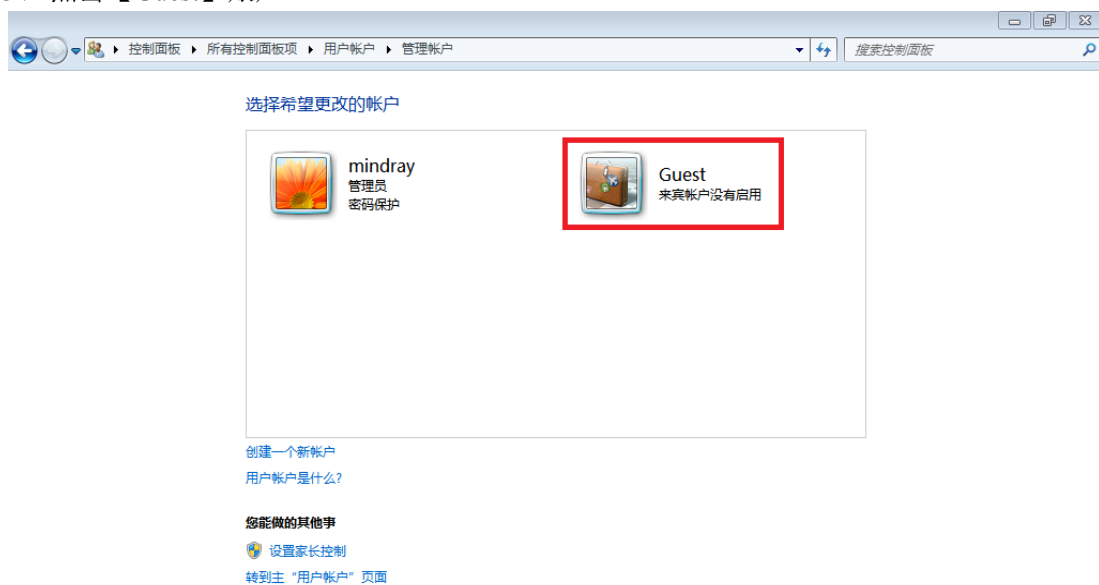 控制面板 ▸ 所有控制面板项 ▸ 用户帐户 ▸ 管理帐户
搜索控制面板
选择希望更改的帐户
mindray
管理员
密码保护
Guest
来宾帐户没有启用
创建一个新帐户
用户帐户是什么?
您能做的其他事
设置家长控制
转到主“用户帐户”页面